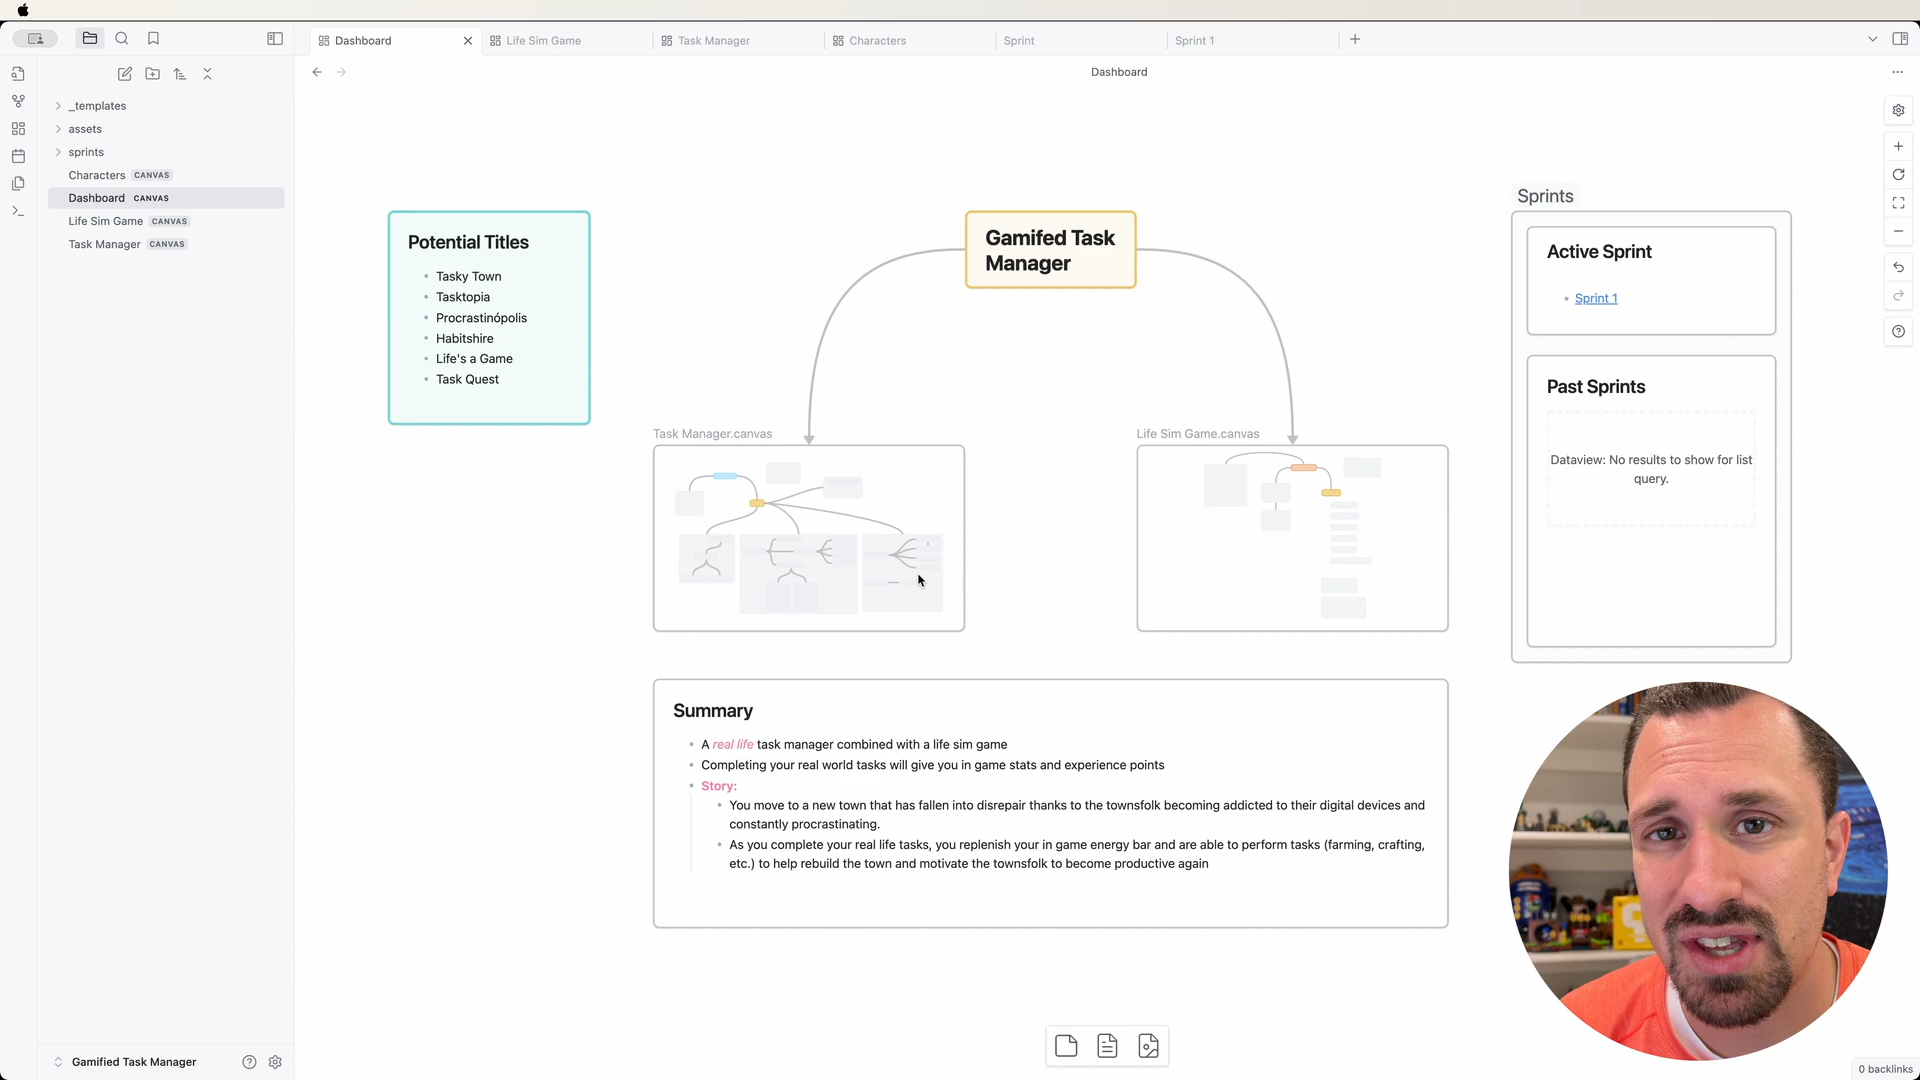 Dashboard
Life Sim Game
Task Manager
Characters
Sprint
Sprint 1
Dashboard
_templates
assets
sprints
Characters CANVAS
Dashboard CANVAS
Life Sim Game CANVAS
Task Manager CANVAS
Gamified Task Manager
Potential Titles
Tasky Town
Tasktopia
Procrastinópolis
Habitshire
Life's a Game
Task Quest
Gamifed Task
Manager
Task Manager.canvas
Life Sim Game.canvas
Sprints
Active Sprint
Sprint 1
Past Sprints
Dataview: No results to show for list
query.
Summary
A real life task manager combined with a life sim game
Completing your real world tasks will give you in game stats and experience points
Story:
You move to a new town that has fallen into disrepair thanks to the townsfolk becoming addicted to their digital devices and
constantly procrastinating.
As you complete your real life tasks, you replenish your in game energy bar and are able to perform tasks (farming, crafting,
etc.) to help rebuild the town and motivate the townsfolk to become productive again
0 backlinks